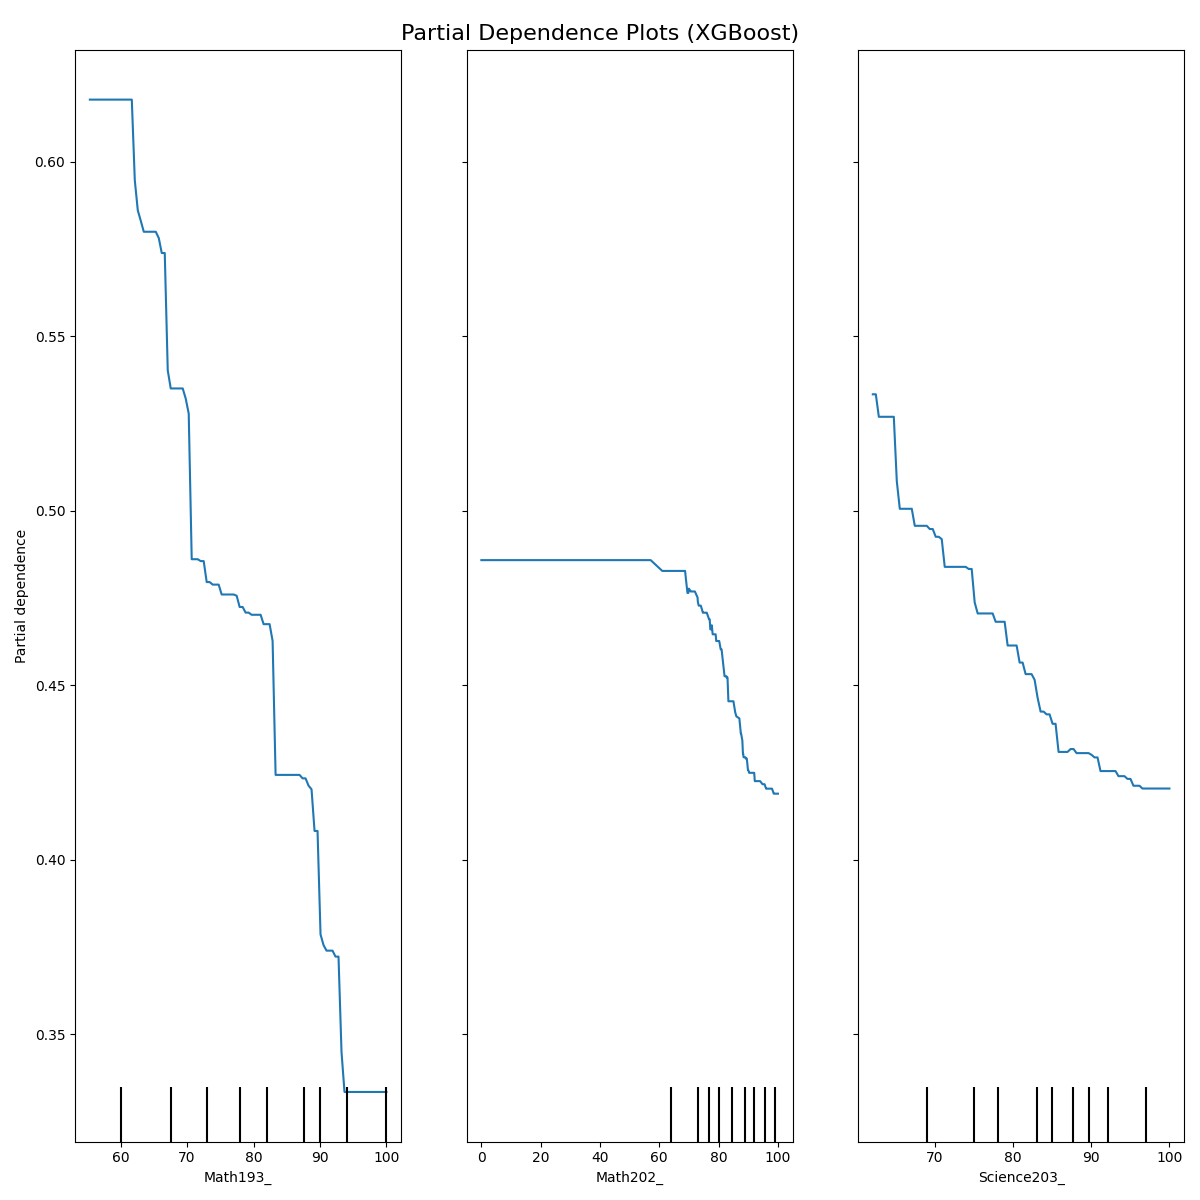 Partial Dependence Plots (XGBoost)
Partial dependence
0.60
0.55
0.50
0.45
0.40
0.35
60 70 80 90 100
Math193_
0 20 40 60 80 100
Math202_
70 80 90 100
Science203_